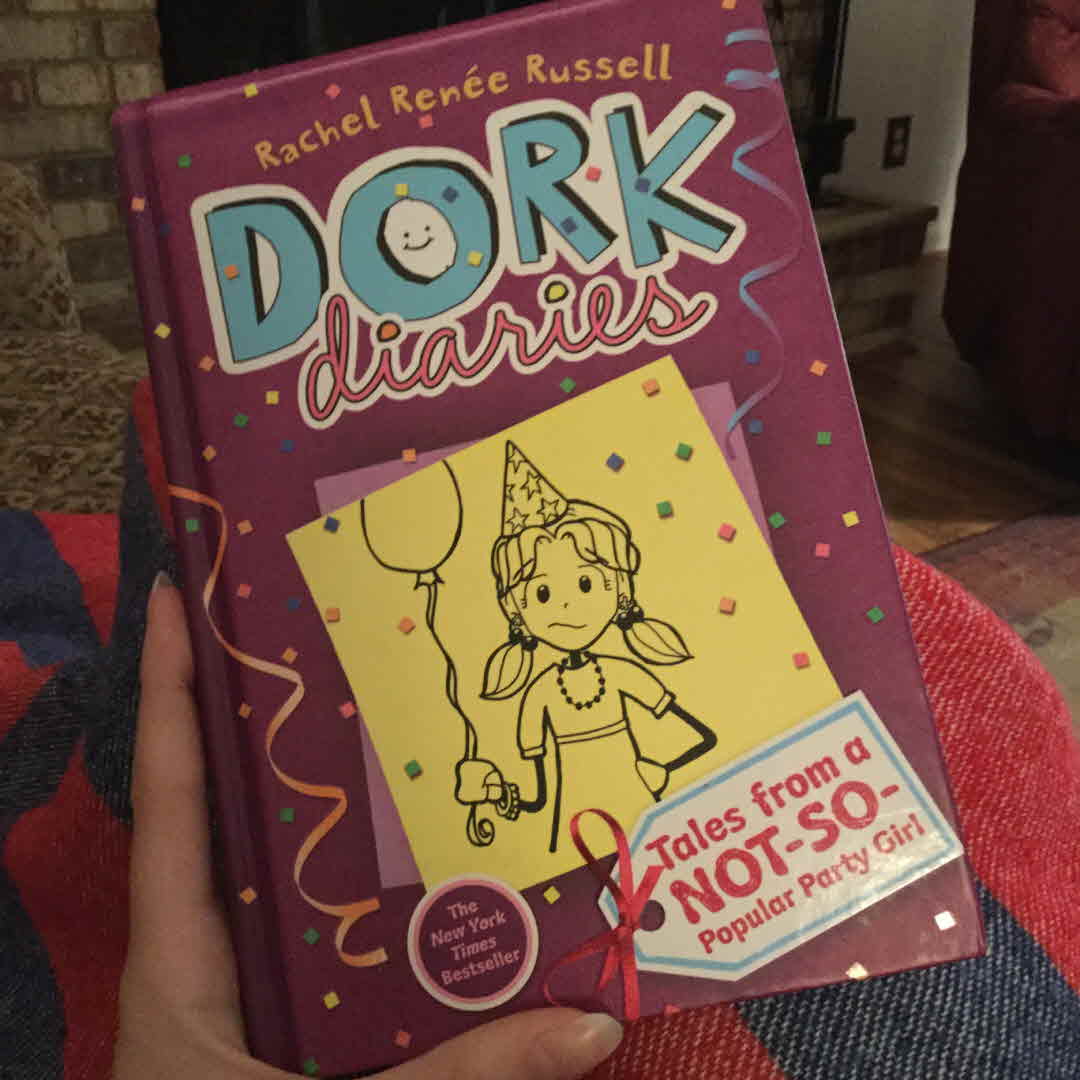 Rachel Renée Russell
DORK
diaries
Tales from a
NOT-SO-
Popular Party Girl
The
New York
Times
Bestseller